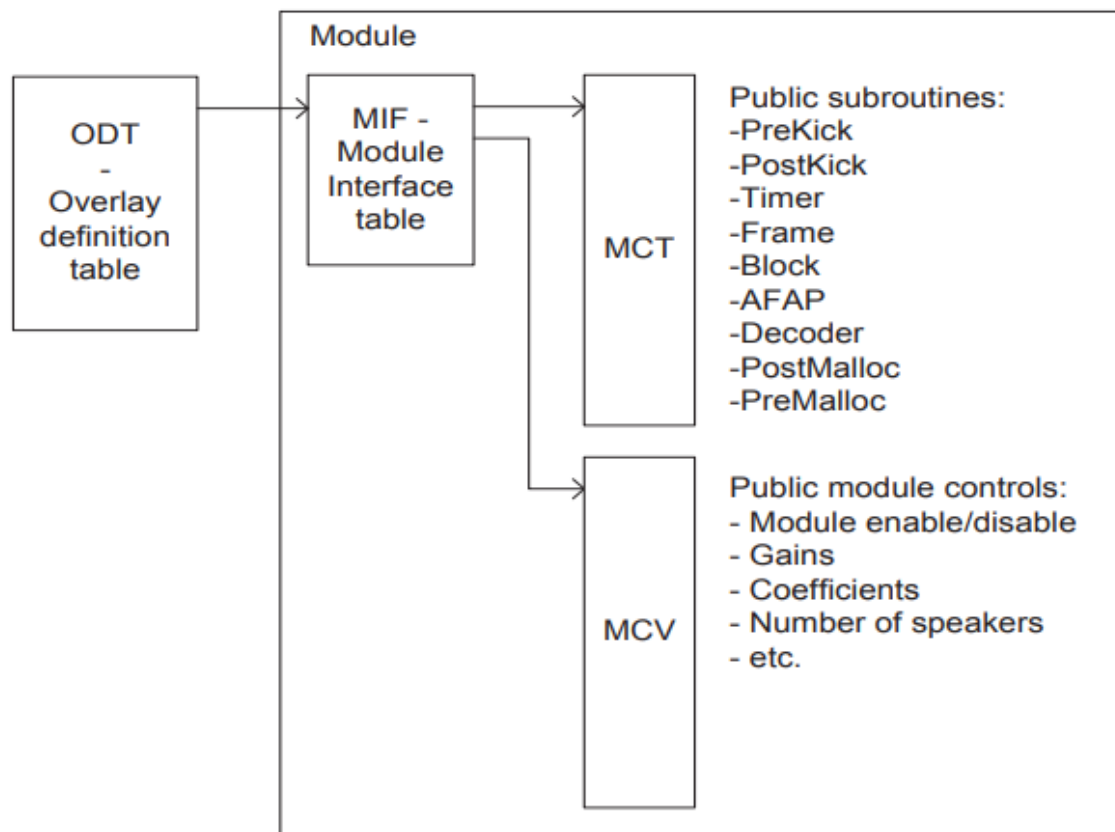 Module
ODT
-
Overlay
definition
table
MIF -
Module
Interface
table
MCT
Public subroutines:
-PreKick
-PostKick
-Timer
-Frame
-Block
-AFAP
-Decoder
-PostMalloc
-PreMalloc
MCV
Public module controls:
- Module enable/disable
- Gains
- Coefficients
- Number of speakers
- etc.